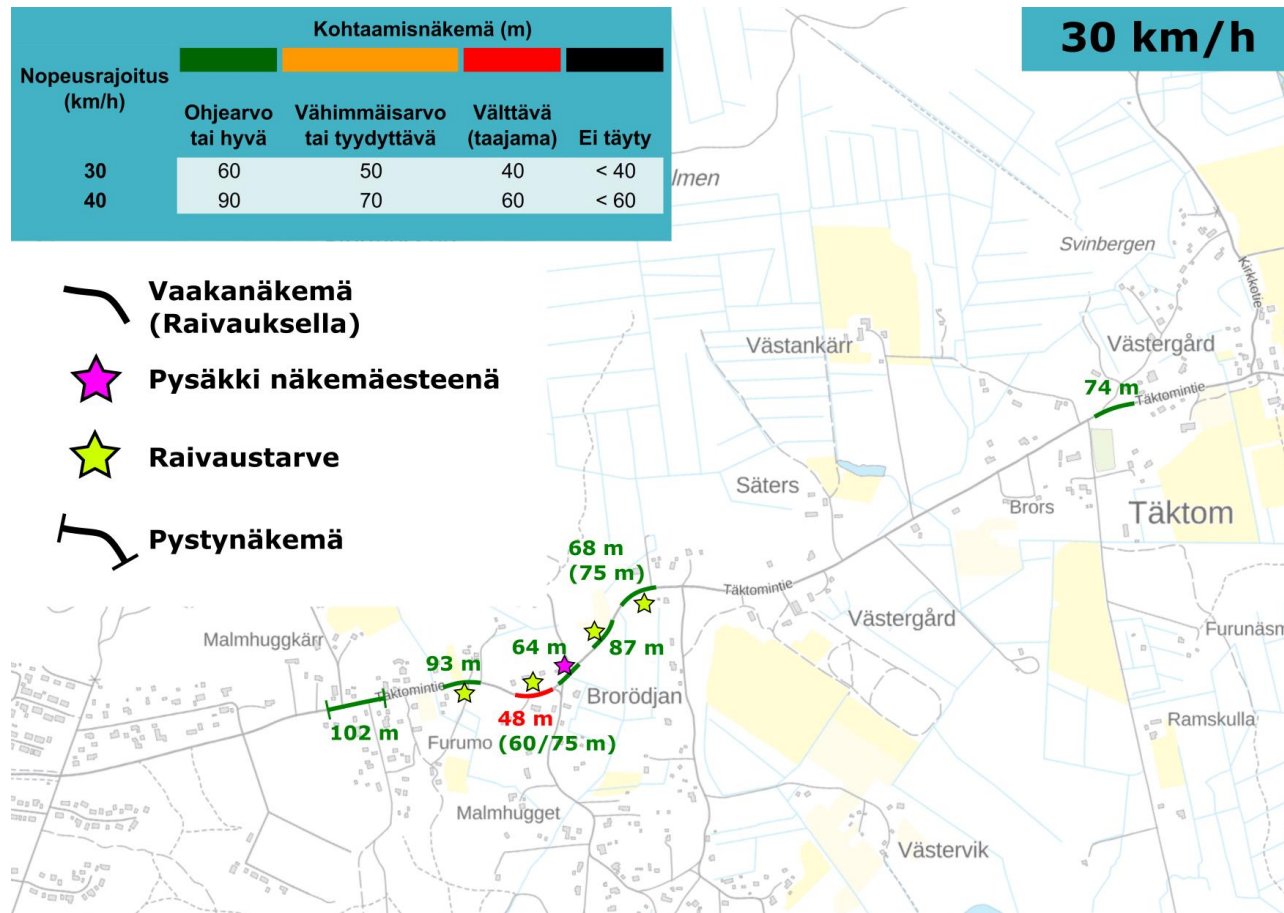 Kohtaamisnäkemä (m)
Nopeusrajoitus
(km/h)
Ohjearvo
tai hyvä
Vähimmäisarvo
tai tyydyttävä
Välttävä
(taajama)
Ei täyty
30 60 50 40 < 40
40 90 70 60 < 60
30 km/h
Vaakanäkemä
(Raivauksella)
Pysäkki näkemäesteenä
Raivaustarve
Pystynäkemä
lmen
Svinbergen
Kirkkotie
Västankärr
Västergård
74 m
Täktomintie
Säters
Brors
Täktom
68 m
(75 m)
Täktomintie
Västergård
Furunäsm
Malmhuggkärr
64 m
87 m
93 m
Täktomintie
Brorödjan
48 m
(60/75 m)
102 m
Furumo
Ramskulla
Malmhugget
Västervik